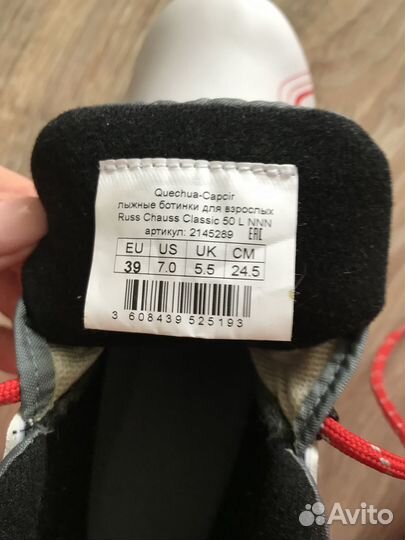 Quechua-Capcir
лыжные ботинки для взрослых
Russ Chauss Classic 50 L NNN
артикул: 2145289 EAC
EU US UK CM
39 7.0 5.5 24.5
3 608439 525193
Avito